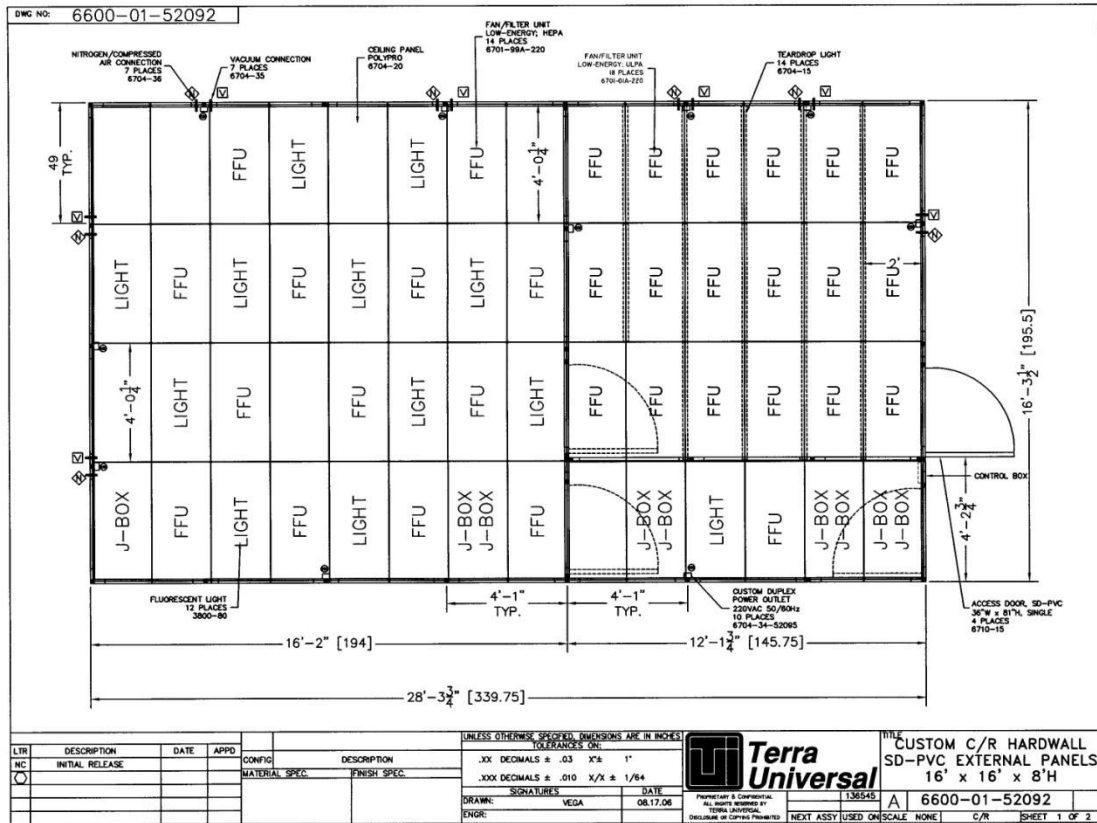 DWG NO: 6600-01-52092
NITROGEN/COMPRESSED
AIR CONNECTION
7 PLACES
6704-36
VACUUM CONNECTION
7 PLACES
6704-35
CEILING PANEL
POLYPRO
6704-20
FAN/FILTER UNIT
LOW-ENERGY; HEPA
14 PLACES
6701-99A-220
FAN/FILTER UNIT
LOW-ENERGY, ULPA
18 PLACES
6701-01A-220
TEARDROP LIGHT
14 PLACES
6704-15
N V N V N V N V
49
TYP.
FFU LIGHT LIGHT FFU 4'-0 1/4" FFU FFU FFU FFU FFU FFU
V V
N N
LIGHT FFU LIGHT FFU LIGHT FFU LIGHT FFU FFU FFU FFU FFU FFU FFU
2'
16'-3 1/2" [195.5]
4'-0 1/4" LIGHT FFU LIGHT FFU FFU LIGHT FFU FFU FFU FFU FFU FFU
V
N
CONTROL BOX
J-BOX FFU LIGHT FFU LIGHT FFU J-BOX J-BOX FFU J-BOX J-BOX LIGHT FFU J-BOX J-BOX J-BOX J-BOX
4'-2 3/4"
FLUORESCENT LIGHT
12 PLACES
3800-80
4'-1"
TYP.
4'-1"
TYP.
CUSTOM DUPLEX
POWER OUTLET
220VAC 50/60Hz
10 PLACES
6704-34-52095
ACCESS DOOR, SD-PVC
36"W x 81"H, SINGLE
4 PLACES
6710-15
16'-2" [194]
12'-1 3/4" [145.75]
28'-3 3/4" [339.75]
LTR DESCRIPTION DATE APPD
NC INITIAL RELEASE
CONFIG DESCRIPTION
MATERIAL SPEC. FINISH SPEC.
UNLESS OTHERWISE SPECIFIED, DIMENSIONS ARE IN INCHES
TOLERANCES ON:
.XX DECIMALS ± .03 X°± 1°
.XXX DECIMALS ± .010 X/X ± 1/64
SIGNATURES DATE
DRAWN: VEGA 08.17.06
ENGR:
Terra
Universal
PROPRIETARY & CONFIDENTIAL
ALL RIGHTS RESERVED BY
TERRA UNIVERSAL
DISCLOSURE OR COPYING PROHIBITED
136545
NEXT ASSY USED ON
TITLE
CUSTOM C/R HARDWALL
SD-PVC EXTERNAL PANELS
16' x 16' x 8'H
A 6600-01-52092
SCALE NONE C/R SHEET 1 OF 2